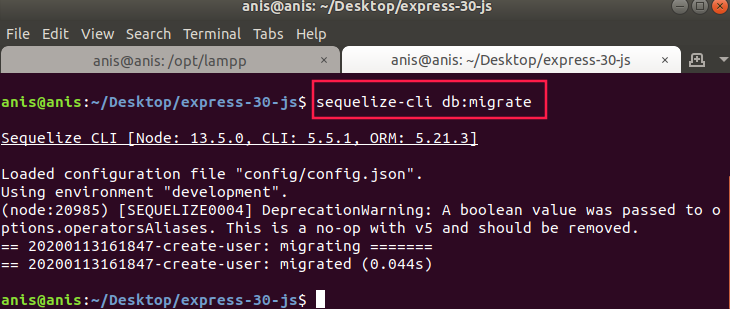 anis@anis: ~/Desktop/express-30-js
File Edit View Search Terminal Tabs Help
anis@anis: /opt/lampp × anis@anis: ~/Desktop/express-30-js ×
anis@anis:~/Desktop/express-30-js$ sequelize-cli db:migrate
Sequelize CLI [Node: 13.5.0, CLI: 5.5.1, ORM: 5.21.3]
Loaded configuration file "config/config.json".
Using environment "development".
(node:20985) [SEQUELIZE0004] DeprecationWarning: A boolean value was passed to o
ptions.operatorsAliases. This is a no-op with v5 and should be removed.
== 20200113161847-create-user: migrating =======
== 20200113161847-create-user: migrated (0.044s)
anis@anis:~/Desktop/express-30-js$